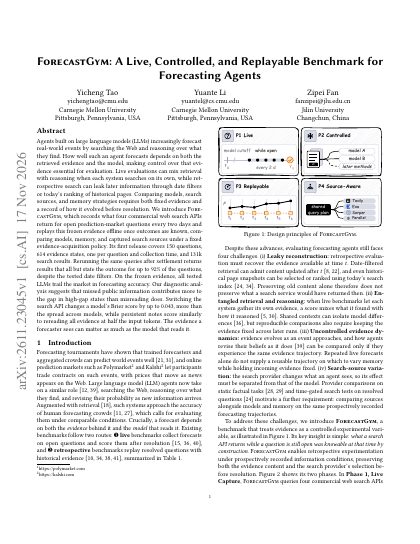 FORECASTGYM: A Live, Controlled, and Replayable Benchmark for
Forecasting Agents
Yicheng Tao
yichengtao@cmu.edu
Carnegie Mellon University
Pittsburgh, Pennsylvania, USA
Yuante Li
yuantel@cs.cmu.edu
Carnegie Mellon University
Pittsburgh, Pennsylvania, USA
Zipei Fan
fanzipei@jlu.edu.cn
Jilin University
Changchun, China
arXiv:2611.23045v1 [cs.AI] 17 Nov 2026
Abstract
Agents built on large language models (LLMs) increasingly forecast
real-world events by searching the Web and reasoning over what
they find. How well such an agent forecasts depends on both the
retrieved evidence and the model, making control over that evi-
dence essential for evaluation. Live evaluations can mix errors with
retrieval when each system searches on its own, while ret-
rospective search can leak later information through date filters
or today's ranking of historical pages. Comparing models, search
sources, and memory strategies requires both fixed evidence and
a record of how it evolved before resolution. We introduce FORE-
CASTGYM, which records what four commercial web search APIs
return for open prediction-market questions every two days and
replays this frozen evidence offline once outcomes are known, com-
paring models, memory, and captured search sources under a fixed
evidence-acquisition policy. Its first release covers 150 questions,
614 evidence states, one per question and collection time, and 131k
search results. Rerunning the same queries after settlement returns
results that all but state the outcome for up to 92% of the questions,
despite the tested date filters. On the frozen evidence, all tested
LLMs trail the market in forecasting accuracy. Our diagnostic anal-
ysis suggests that missed public information contributes more to
the gap in high-gap states than misreading does. Switching the
search API changes a Brier score by up to 0.040, more than
the spread across models, while persistent notes score similarly
to rereading all evidence at half the input tokens. The evidence a
forecaster sees can matter as much as the model that reads it.
1 Introduction
Forecasting tournaments have shown that trained forecasters and
aggregated crowds can predict world events well [21, 31], and online
prediction markets such as Polymarket¹ and Kalshi² let participants
trade contracts on such events, with prices that move as news
appears on the Web. Large language model (LLM) agents now take
on a similar role [12, 39], searching the Web, reasoning over what
they find, and revising their probability as new information arrives.
Augmented with retrieval [18], such systems approach the accuracy
of human forecasting crowds [11, 27], which calls for evaluating
them under comparable conditions. Crucially, a forecast depends on
both the evidence behind it and the model that reads it. Existing
benchmarks follow two routes: ❶ live benchmarks collect forecasts
on open questions and score them after resolution [15, 36, 40],
and ❷ retrospective benchmarks replay resolved questions with
historical evidence [10, 34, 38, 41], summarized in Table 1.
¹https://polymarket.com
²https://kalshi.com
P1 Live
model cutoff
while open
every 2 d
P2 Controlled
model A
model B
later methods
P3 Replayable
P4 Source-Aware
shared
query plan
Tavily
Exa
Serper
Parallel
Figure 1: Design principles of FORECASTGYM.
Despite these advances, evaluating forecasting agents still faces
four challenges. (i) Leaky reconstruction: retrospective evalua-
tion must recover the evidence available at time t. Date-filtered
retrieval can admit content updated after t [8, 22], and even histori-
cal page snapshots can be selected or ranked using today's search
index [24, 34]. Preserving old content alone therefore does not
preserve what a search service would have returned then. (ii) En-
tangled retrieval and reasoning: when live benchmarks let each
system gather its own evidence, a score mixes what it found with
how it reasoned [5, 30]. Shared contexts can isolate model differ-
ences [36], but reproducible comparisons also require keeping the
evidence fixed across later runs. (iii) Uncontrolled evidence dy-
namics: evidence evolves as an event approaches, and how agents
revise their beliefs as it does [38] can be compared only if they
experience the same evidence trajectory. Repeated live forecasts
alone do not supply a reusable trajectory on which to vary memory
while holding incoming evidence fixed. (iv) Search-source varia-
tion: the search provider changes what an agent sees, so its effect
must be separated from that of the model. Provider comparisons on
static factual tasks [28, 29] and time-gated search tests on resolved
questions [24] motivate a further requirement: comparing sources
alongside models and memory on the same prospectively recorded
forecasting trajectories.
To address these challenges, we introduce FORECASTGYM, a
benchmark that treats evidence as a controlled experimental vari-
able, as illustrated in Figure 1. Its key insight is simple: what a search
API returns while a question is still open was knowable at that time by
construction. FORECASTGYM enables retrospective experimentation
under prospectively recorded information conditions, preserving
both the evidence content and the search provider's selection be-
fore resolution. Figure 2 shows its two phases. In Phase 1, Live
Capture, FORECASTGYM queries four commercial web search APIs
1